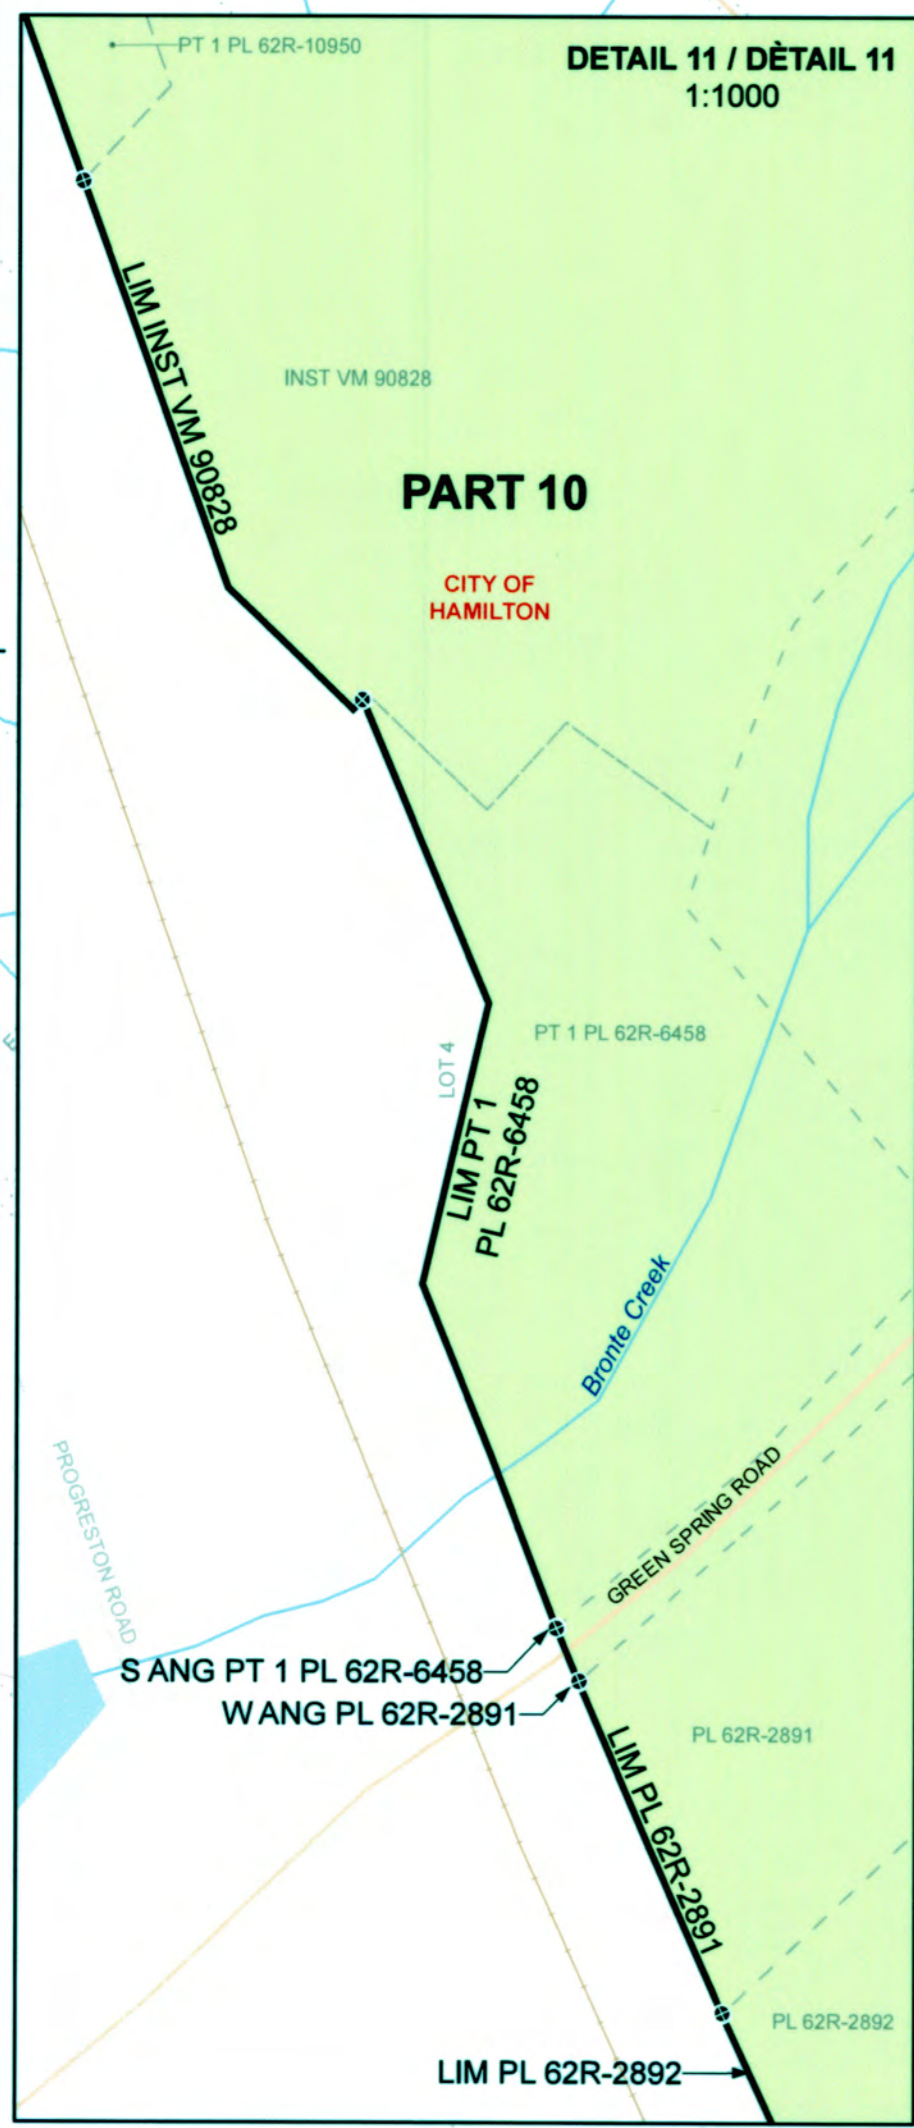 PT 1 PL 62R-10950
DETAIL 11 / DÈTAIL 11
1:1000
LIM INST VM 90828
INST VM 90828
PART 10
CITY OF
HAMILTON
LOT 4
PT 1 PL 62R-6458
LIM PT 1
PL 62R-6458
Bronte Creek
PROGRESTON ROAD
GREEN SPRING ROAD
S ANG PT 1 PL 62R-6458
W ANG PL 62R-2891
LIM PL 62R-2891
PL 62R-2891
PL 62R-2892
LIM PL 62R-2892